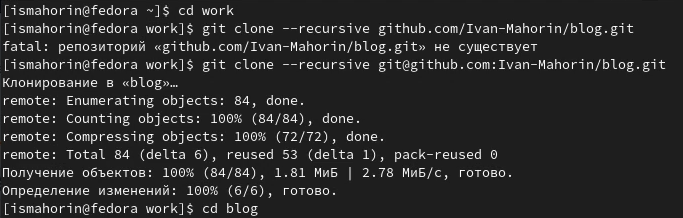 [ismahorin@fedora ~]$ cd work
[ismahorin@fedora work]$ git clone --recursive github.com/Ivan-Mahorin/blog.git
fatal: репозиторий «github.com/Ivan-Mahorin/blog.git» не существует
[ismahorin@fedora work]$ git clone --recursive git@github.com:Ivan-Mahorin/blog.git
Клонирование в «blog»…
remote: Enumerating objects: 84, done.
remote: Counting objects: 100% (84/84), done.
remote: Compressing objects: 100% (72/72), done.
remote: Total 84 (delta 6), reused 53 (delta 1), pack-reused 0
Получение объектов: 100% (84/84), 1.81 МиБ | 2.78 МиБ/с, готово.
Определение изменений: 100% (6/6), готово.
[ismahorin@fedora work]$ cd blog